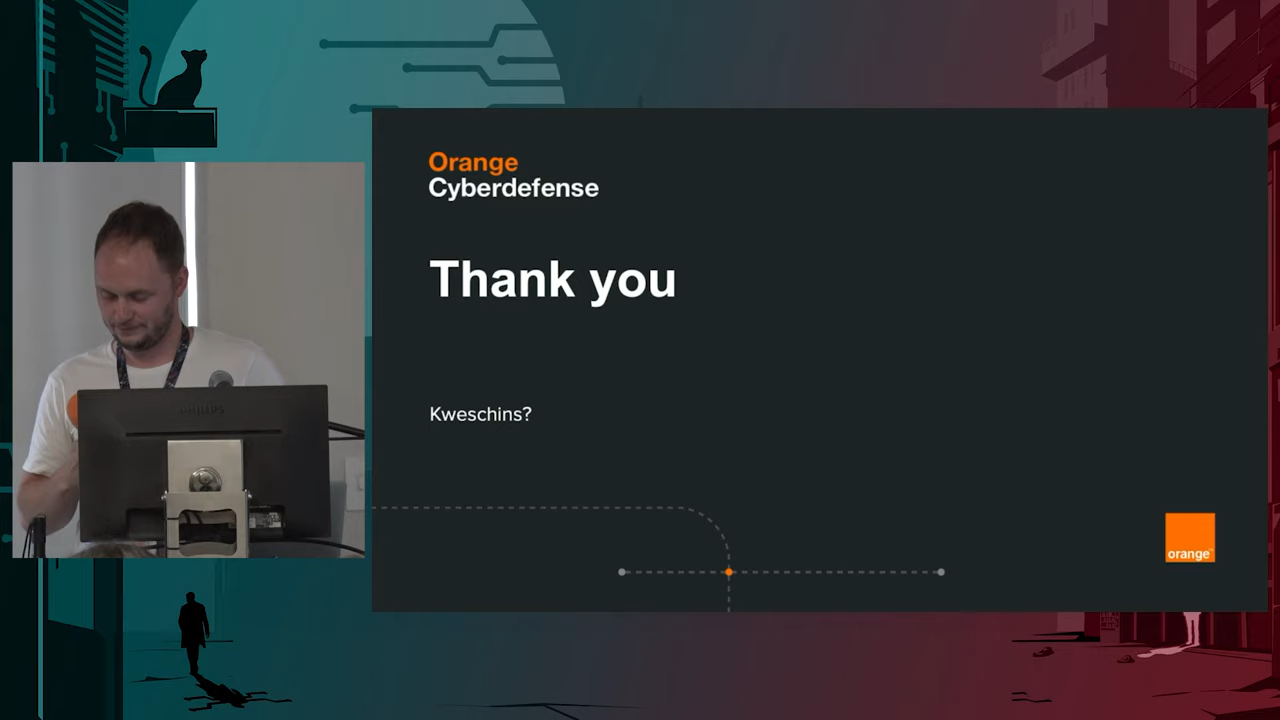 Orange
Cyberdefense
Thank you
Kweschins?
orange
PHILIPS